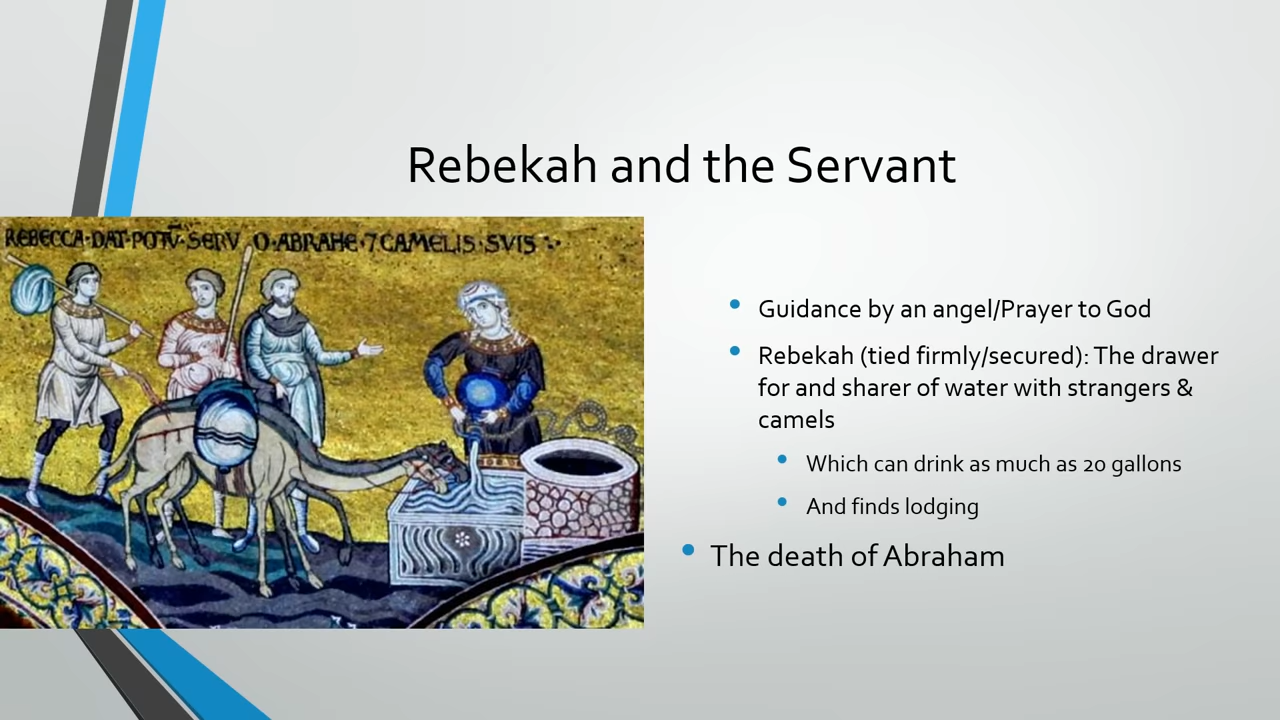 Rebekah and the Servant
REBECCA·DAT·POTV̄·SERV O·ABRAHE·7CAMELIS·SVIS
Guidance by an angel/Prayer to God
Rebekah (tied firmly/secured): The drawer
for and sharer of water with strangers &
camels
Which can drink as much as 20 gallons
And finds lodging
The death of Abraham